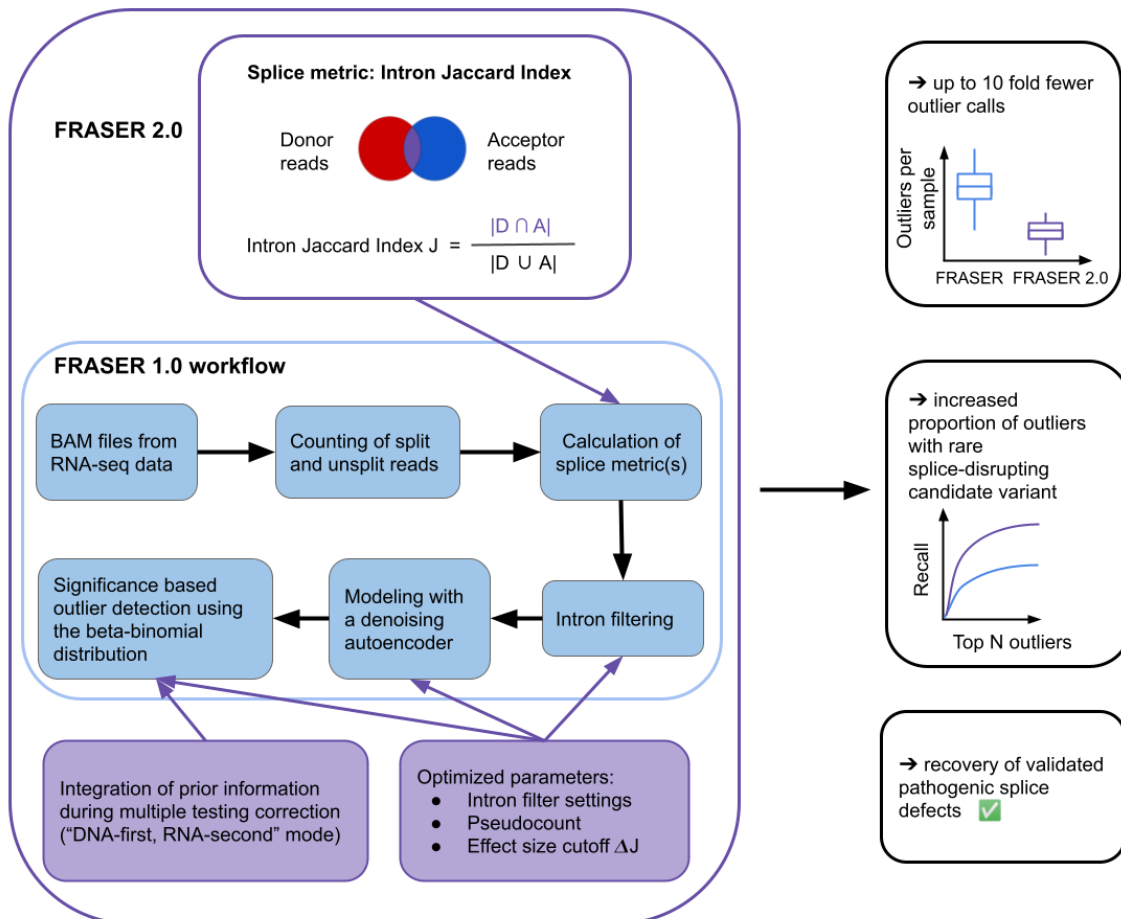 Splice metric: Intron Jaccard Index
FRASER 2.0
Donor
reads
Acceptor
reads
Intron Jaccard Index J =
|D ∩ A|
|D ∪ A|
FRASER 1.0 workflow
BAM files from
RNA-seq data
Counting of split
and unsplit reads
Calculation of
splice metric(s)
Significance based
outlier detection using
the beta-binomial
distribution
Modeling with
a denoising
autoencoder
Intron filtering
Integration of prior information
during multiple testing correction
(“DNA-first, RNA-second” mode)
Optimized parameters:
● Intron filter settings
● Pseudocount
● Effect size cutoff ΔJ
➔ up to 10 fold fewer
outlier calls
Outliers per
sample
FRASER FRASER 2.0
➔ increased
proportion of outliers
with rare
splice-disrupting
candidate variant
Recall
Top N outliers
➔ recovery of validated
pathogenic splice
defects ✅